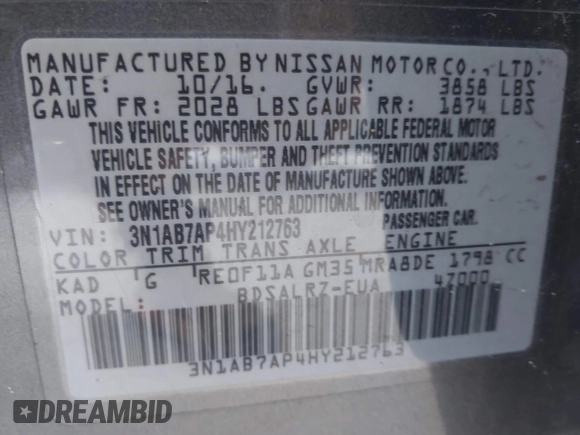 MANUFACTURED BY NISSAN MOTOR CO., LTD.
DATE: 10/16. GVWR: 3858 LBS
GAWR FR: 2028 LBS GAWR RR: 1874 LBS
THIS VEHICLE CONFORMS TO ALL APPLICABLE FEDERAL MOTOR
VEHICLE SAFETY, BUMPER AND THEFT PREVENTION STANDARDS
IN EFFECT ON THE DATE OF MANUFACTURE SHOWN ABOVE.
SEE OWNER'S MANUAL FOR ADDITIONAL INFORMATION.
VIN: 3N1AB7AP4HY212763 PASSENGER CAR.
COLOR TRIM TRANS AXLE ENGINE
KAD G RE0F11A GM35 MRA8DE 1798 CC
MODEL: BDSALRZ-EUA 47000
3N1AB7AP4HY212763
DREAMBID